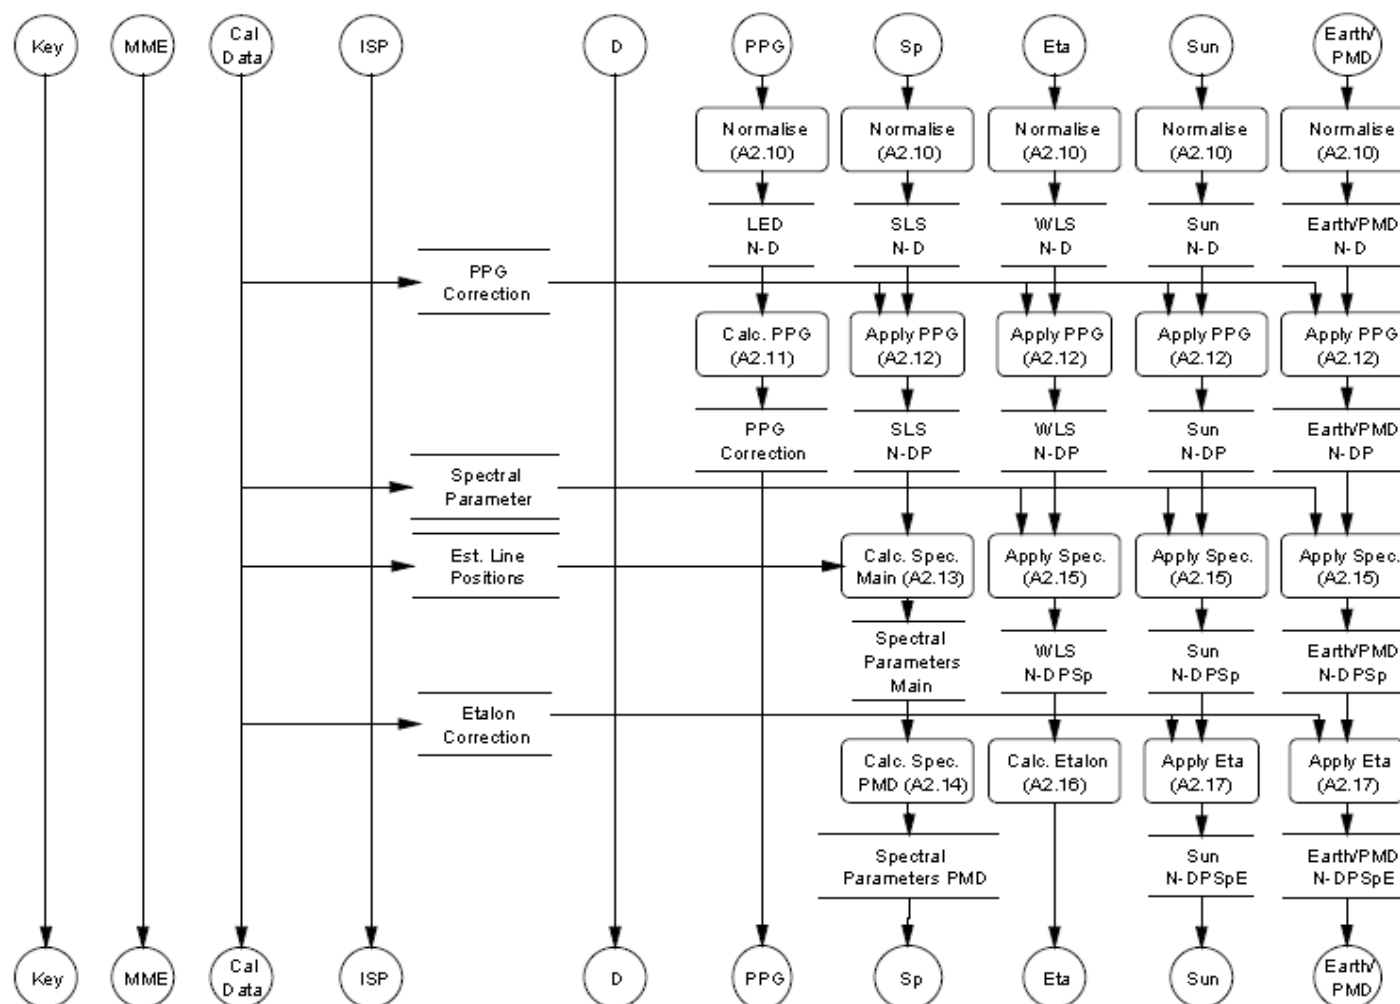 Key
MME
Cal
Data
ISP
D
PPG
Sp
Eta
Sun
Earth/
PMD
Normalise
(A2.10)
Normalise
(A2.10)
Normalise
(A2.10)
Normalise
(A2.10)
Normalise
(A2.10)
LED
N-D
SLS
N-D
WLS
N-D
Sun
N-D
Earth/PMD
N-D
PPG
Correction
Calc. PPG
(A2.11)
Apply PPG
(A2.12)
Apply PPG
(A2.12)
Apply PPG
(A2.12)
Apply PPG
(A2.12)
PPG
Correction
SLS
N-DP
WLS
N-DP
Sun
N-DP
Earth/PMD
N-DP
Spectral
Parameter
Est. Line
Positions
Calc. Spec.
Main (A2.13)
Apply Spec.
(A2.15)
Apply Spec.
(A2.15)
Apply Spec.
(A2.15)
Spectral
Parameters
Main
WLS
N-DPSp
Sun
N-DPSp
Earth/PMD
N-DPSp
Etalon
Correction
Calc. Spec.
PMD (A2.14)
Calc. Etalon
(A2.16)
Apply Eta
(A2.17)
Apply Eta
(A2.17)
Spectral
Parameters PMD
Sun
N-DPSpE
Earth/PMD
N-DPSpE
Key
MME
Cal
Data
ISP
D
PPG
Sp
Eta
Sun
Earth/
PMD